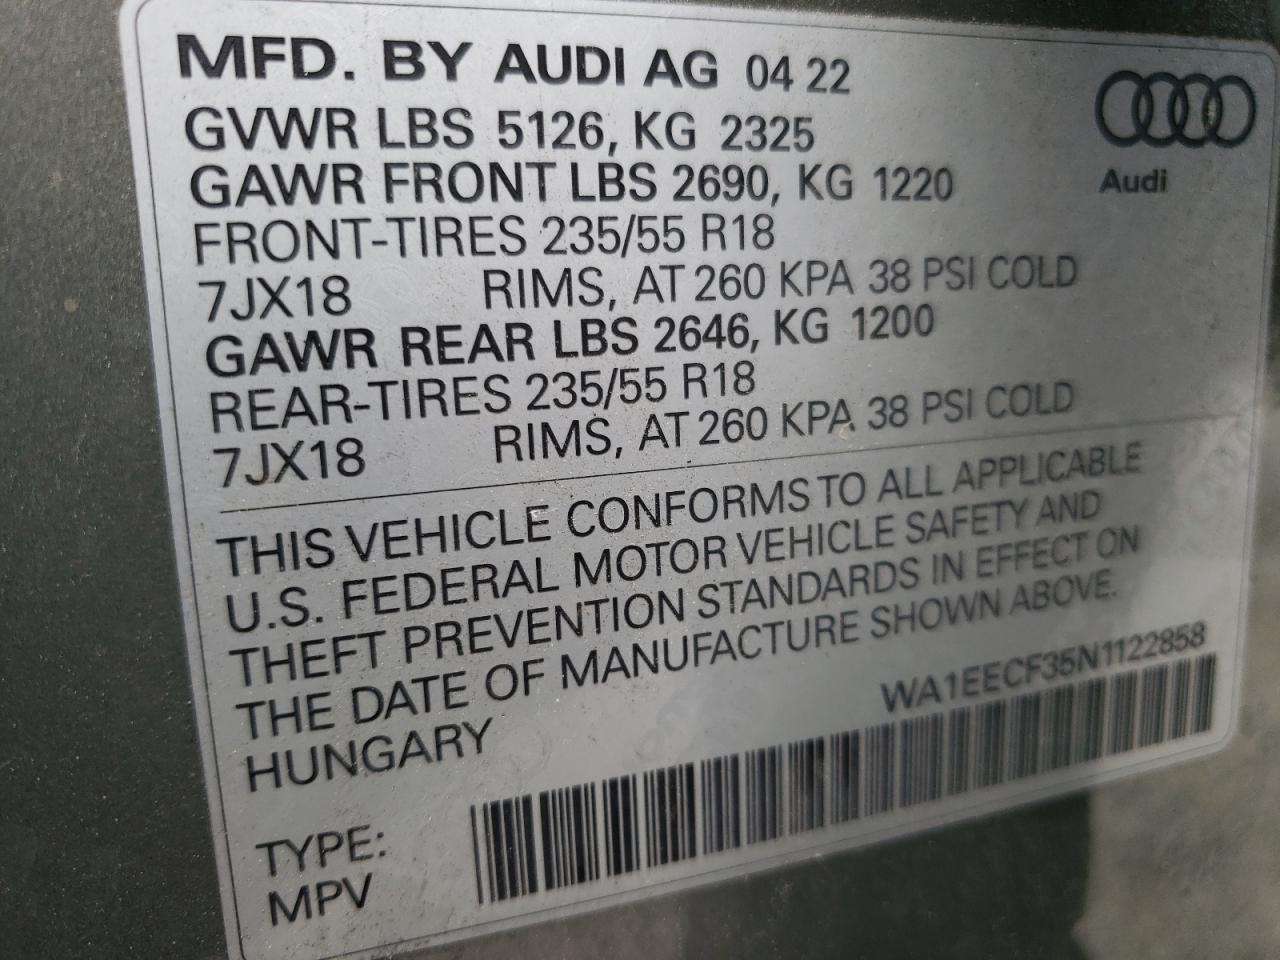 MFD. BY AUDI AG 04 22
GVWR LBS 5126, KG 2325
GAWR FRONT LBS 2690, KG 1220
FRONT-TIRES 235/55 R18
7JX18 RIMS, AT 260 KPA 38 PSI COLD
GAWR REAR LBS 2646, KG 1200
REAR-TIRES 235/55 R18
7JX18 RIMS, AT 260 KPA 38 PSI COLD
Audi
THIS VEHICLE CONFORMS TO ALL APPLICABLE
U.S. FEDERAL MOTOR VEHICLE SAFETY AND
THEFT PREVENTION STANDARDS IN EFFECT ON
THE DATE OF MANUFACTURE SHOWN ABOVE.
HUNGARY
WA1EECF35N1122858
TYPE:
MPV